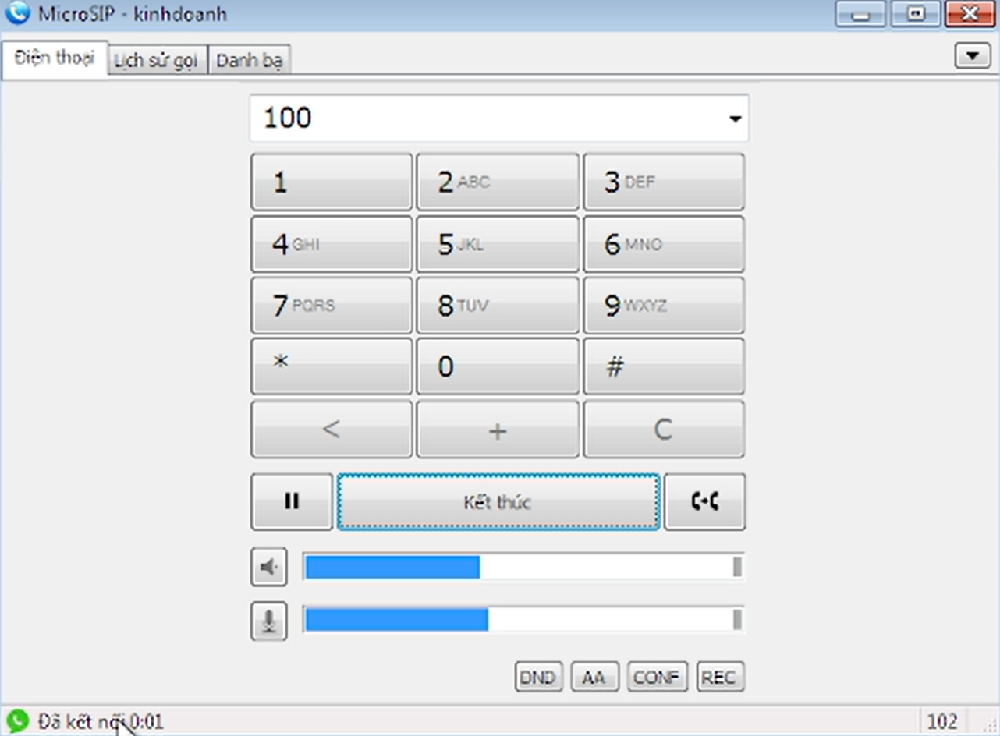 MicroSIP - kinhdoanh
Điện thoại Lịch sử gọi Danh bạ
100
1 2 ABC 3 DEF
4 GHI 5 JKL 6 MNO
7 PQRS 8 TUV 9 WXYZ
* 0 #
< + C
Kết thúc
DND AA CONF REC
Đã kết nối 0:01 102